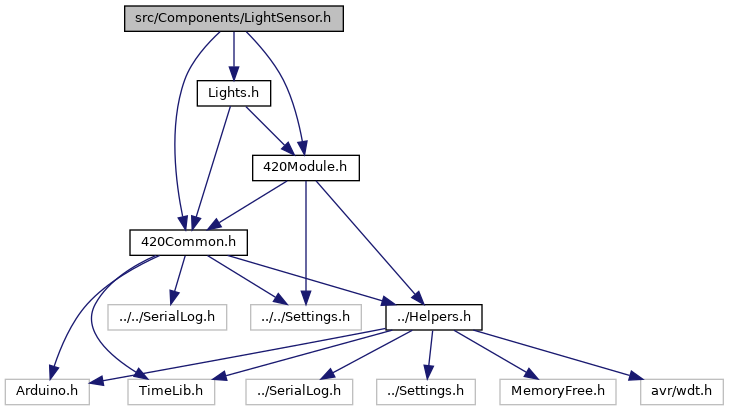 src/Components/LightSensor.h
Lights.h
420Module.h
420Common.h
../../SerialLog.h
../../Settings.h
../Helpers.h
Arduino.h
TimeLib.h
../SerialLog.h
../Settings.h
MemoryFree.h
avr/wdt.h